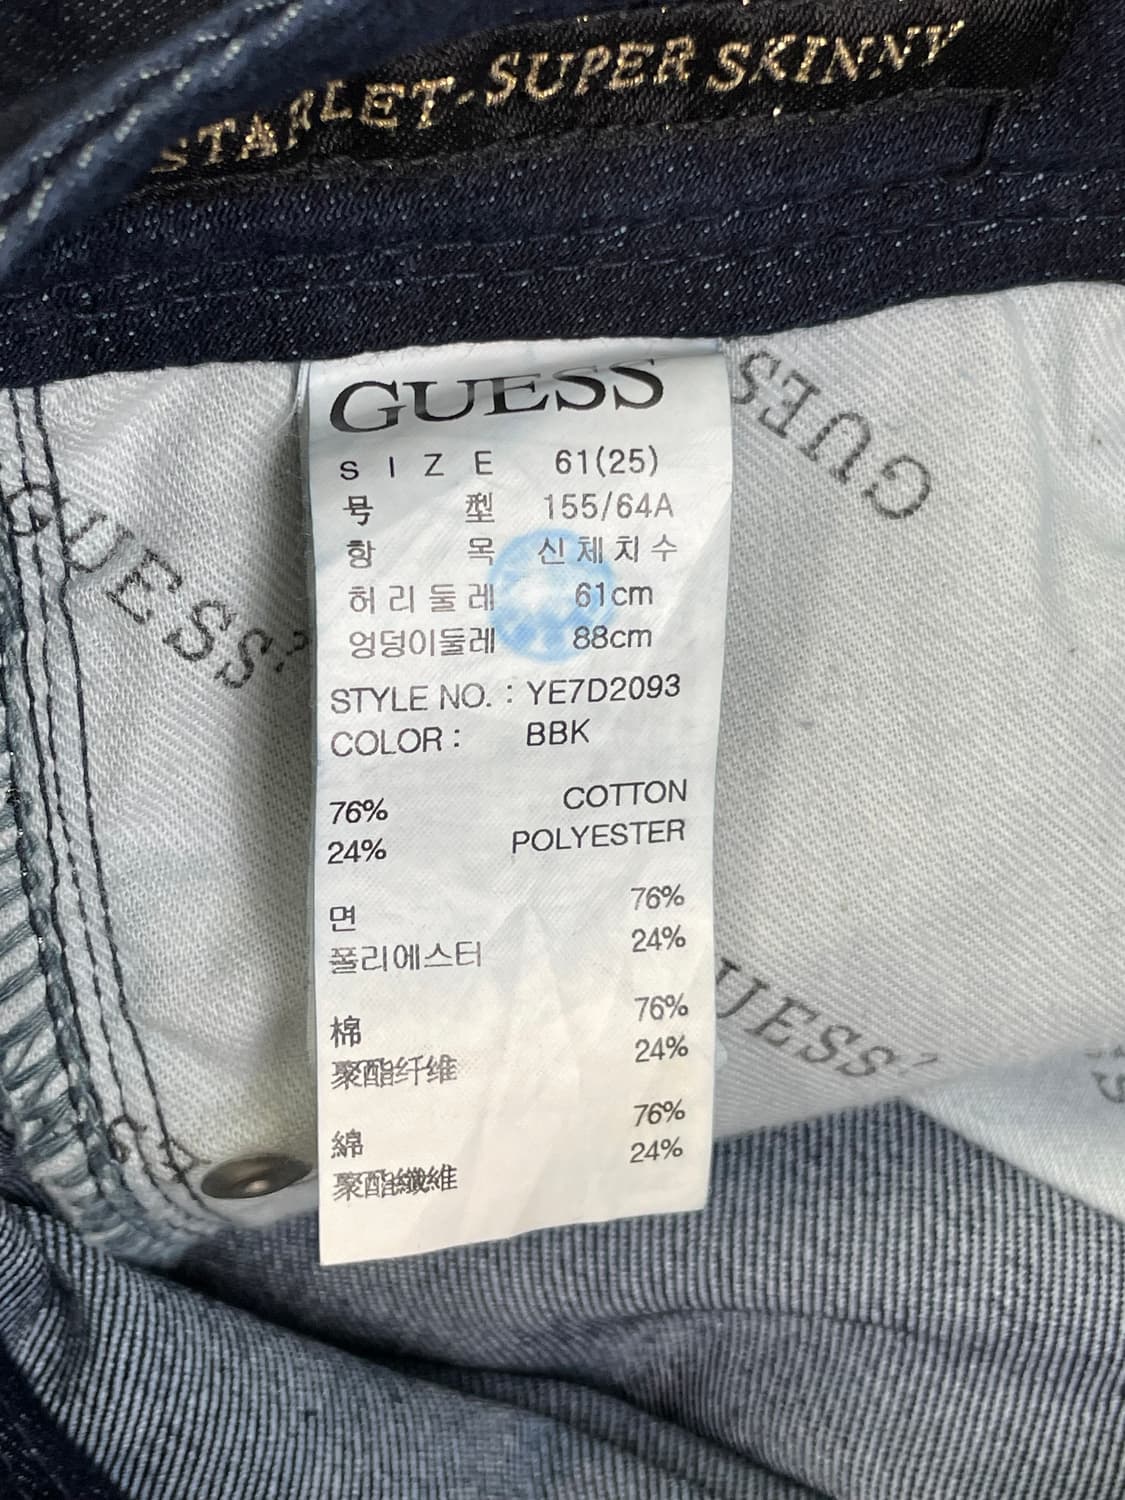 STARLET-SUPER SKINNY
GUESS
SIZE 61(25)
号型 155/64A
항목 신체치수
허리둘레 61cm
엉덩이둘레 88cm
STYLE NO. : YE7D2093
COLOR : BBK
76% COTTON
24% POLYESTER
면 76%
폴리에스터 24%
棉 76%
聚酯纤维 24%
綿 76%
聚酯纖維 24%
GUESS
GUESS
GUESS